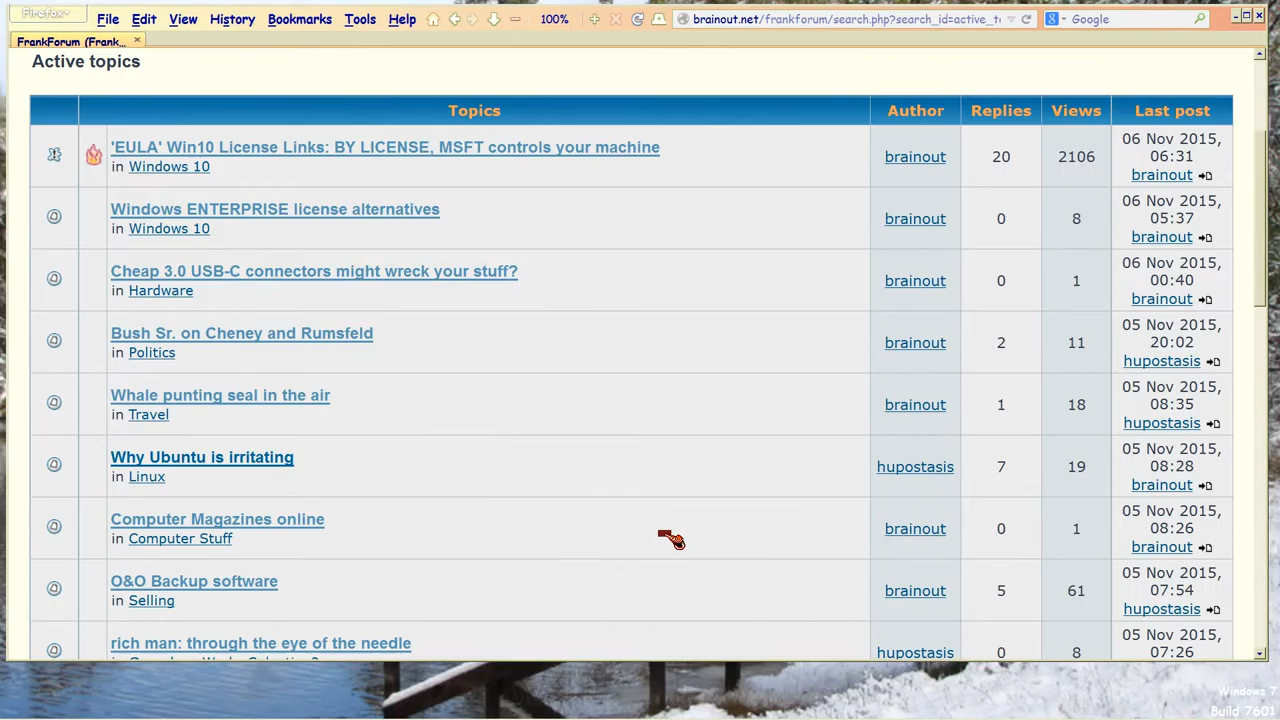 Firefox
File Edit View History Bookmarks Tools Help 100% brainout.net/frankforum/search.php?search_id=active_t Google
FrankForum (Frank...
Active topics
Topics Author Replies Views Last post
'EULA' Win10 License Links: BY LICENSE, MSFT controls your machine
in Windows 10
brainout 20 2106
06 Nov 2015,
06:31
brainout
Windows ENTERPRISE license alternatives
in Windows 10
brainout 0 8
06 Nov 2015,
05:37
brainout
Cheap 3.0 USB-C connectors might wreck your stuff?
in Hardware
brainout 0 1
06 Nov 2015,
00:40
brainout
Bush Sr. on Cheney and Rumsfeld
in Politics
brainout 2 11
05 Nov 2015,
20:02
hupostasis
Whale punting seal in the air
in Travel
brainout 1 18
05 Nov 2015,
08:35
hupostasis
Why Ubuntu is irritating
in Linux
hupostasis 7 19
05 Nov 2015,
08:28
brainout
Computer Magazines online
in Computer Stuff
brainout 0 1
05 Nov 2015,
08:26
brainout
O&O Backup software
in Selling
brainout 5 61
05 Nov 2015,
07:54
hupostasis
rich man: through the eye of the needle
hupostasis 0 8
05 Nov 2015,
07:26
Windows 7
Build 7601